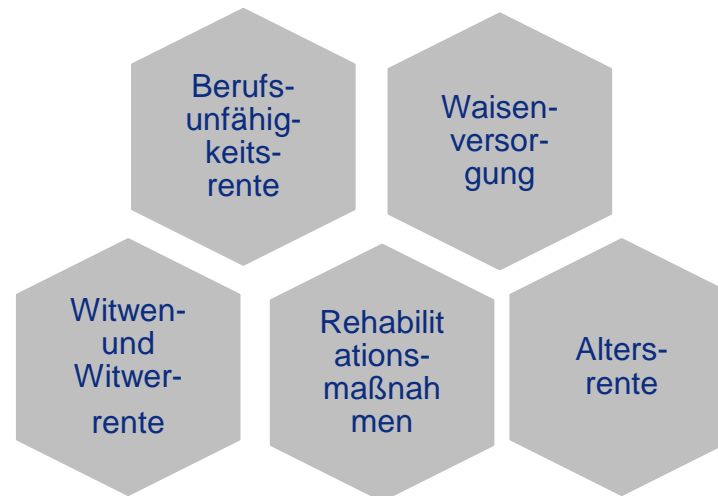 Berufs-
unfähig-
keits-
rente
Waisen-
versor-
gung
Witwen-
und
Witwer-
rente
Rehabilit
ations-
maßnah
men
Alters-
rente